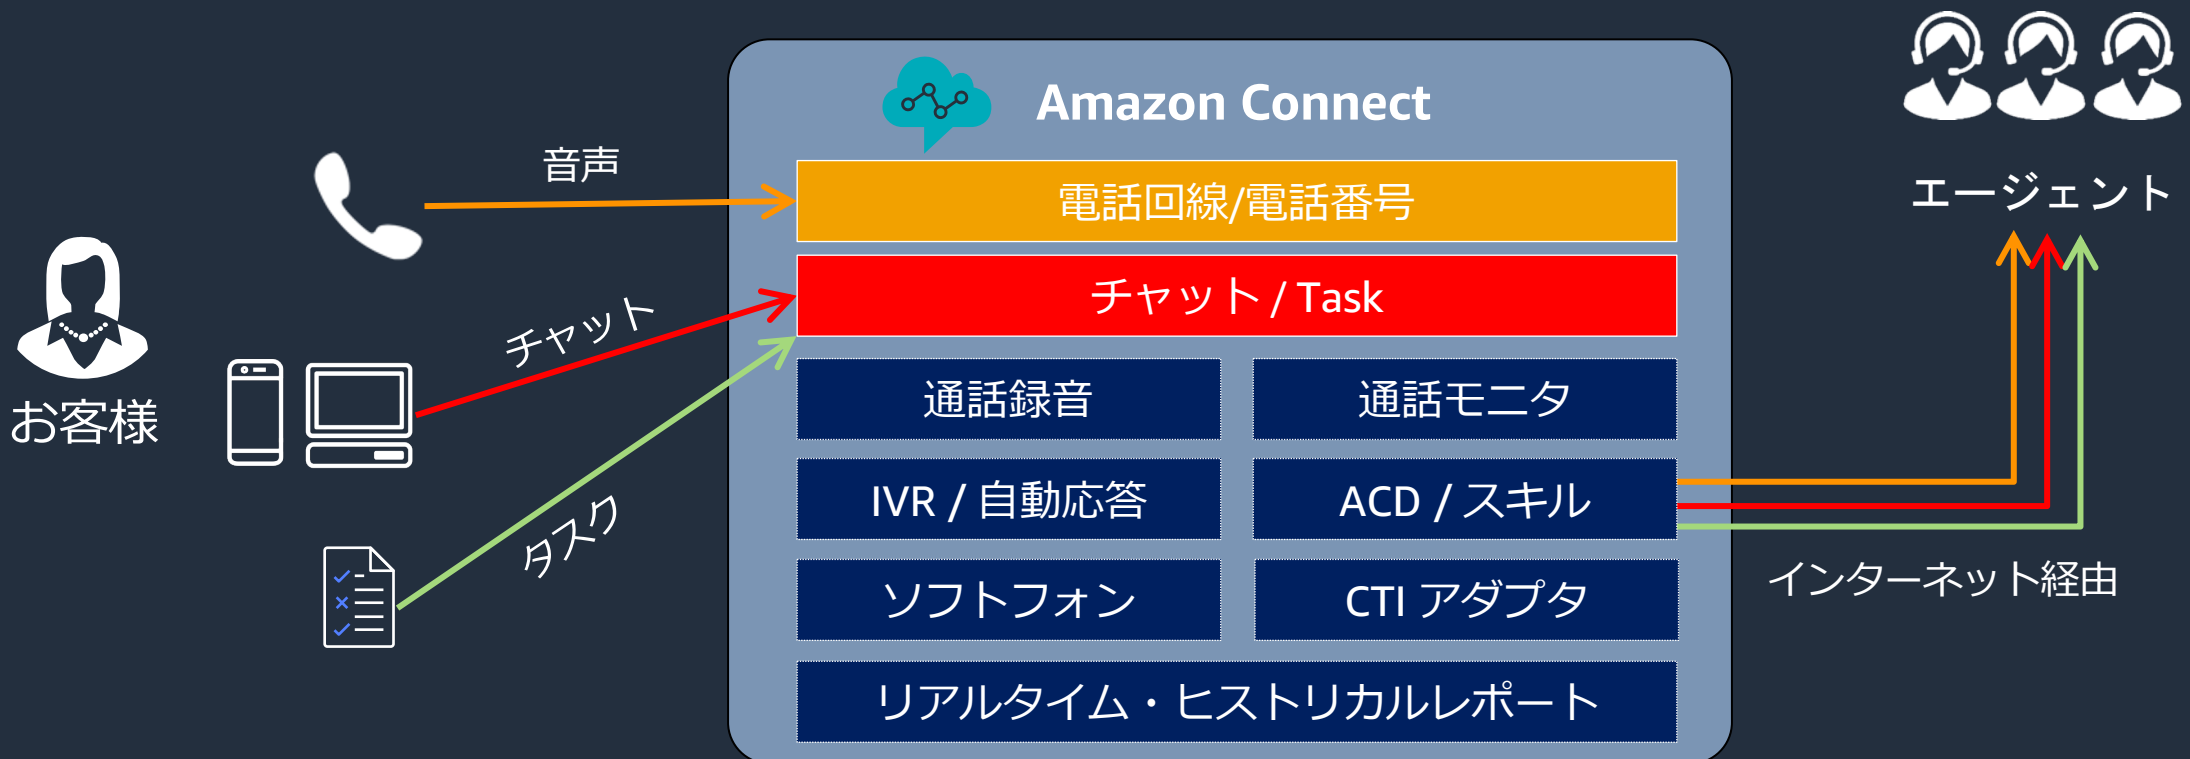 Amazon Connect
音声
電話回線/電話番号
エージェント
チャット / Task
チャット
お客様
通話録音
通話モニタ
IVR / 自動応答
ACD / スキル
タスク
ソフトフォン
CTI アダプタ
インターネット経由
リアルタイム・ヒストリカルレポート